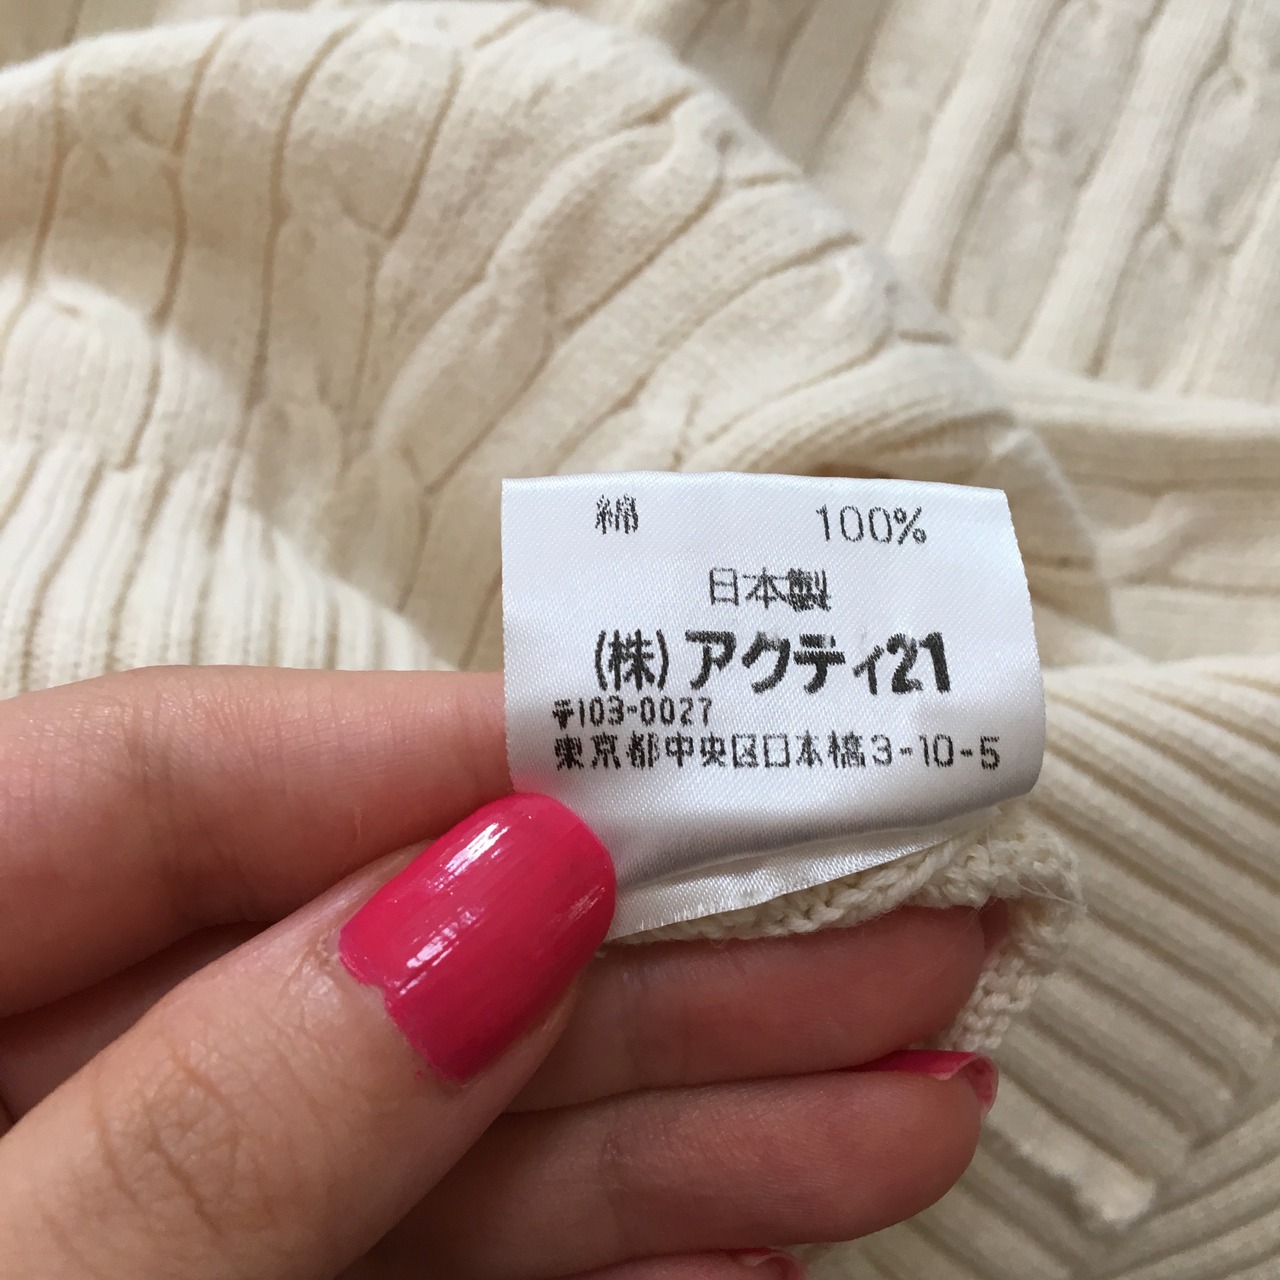 綿 100%
日本製
(株)アクティ21
〒103-0027
東京都中央区日本橋3-10-5